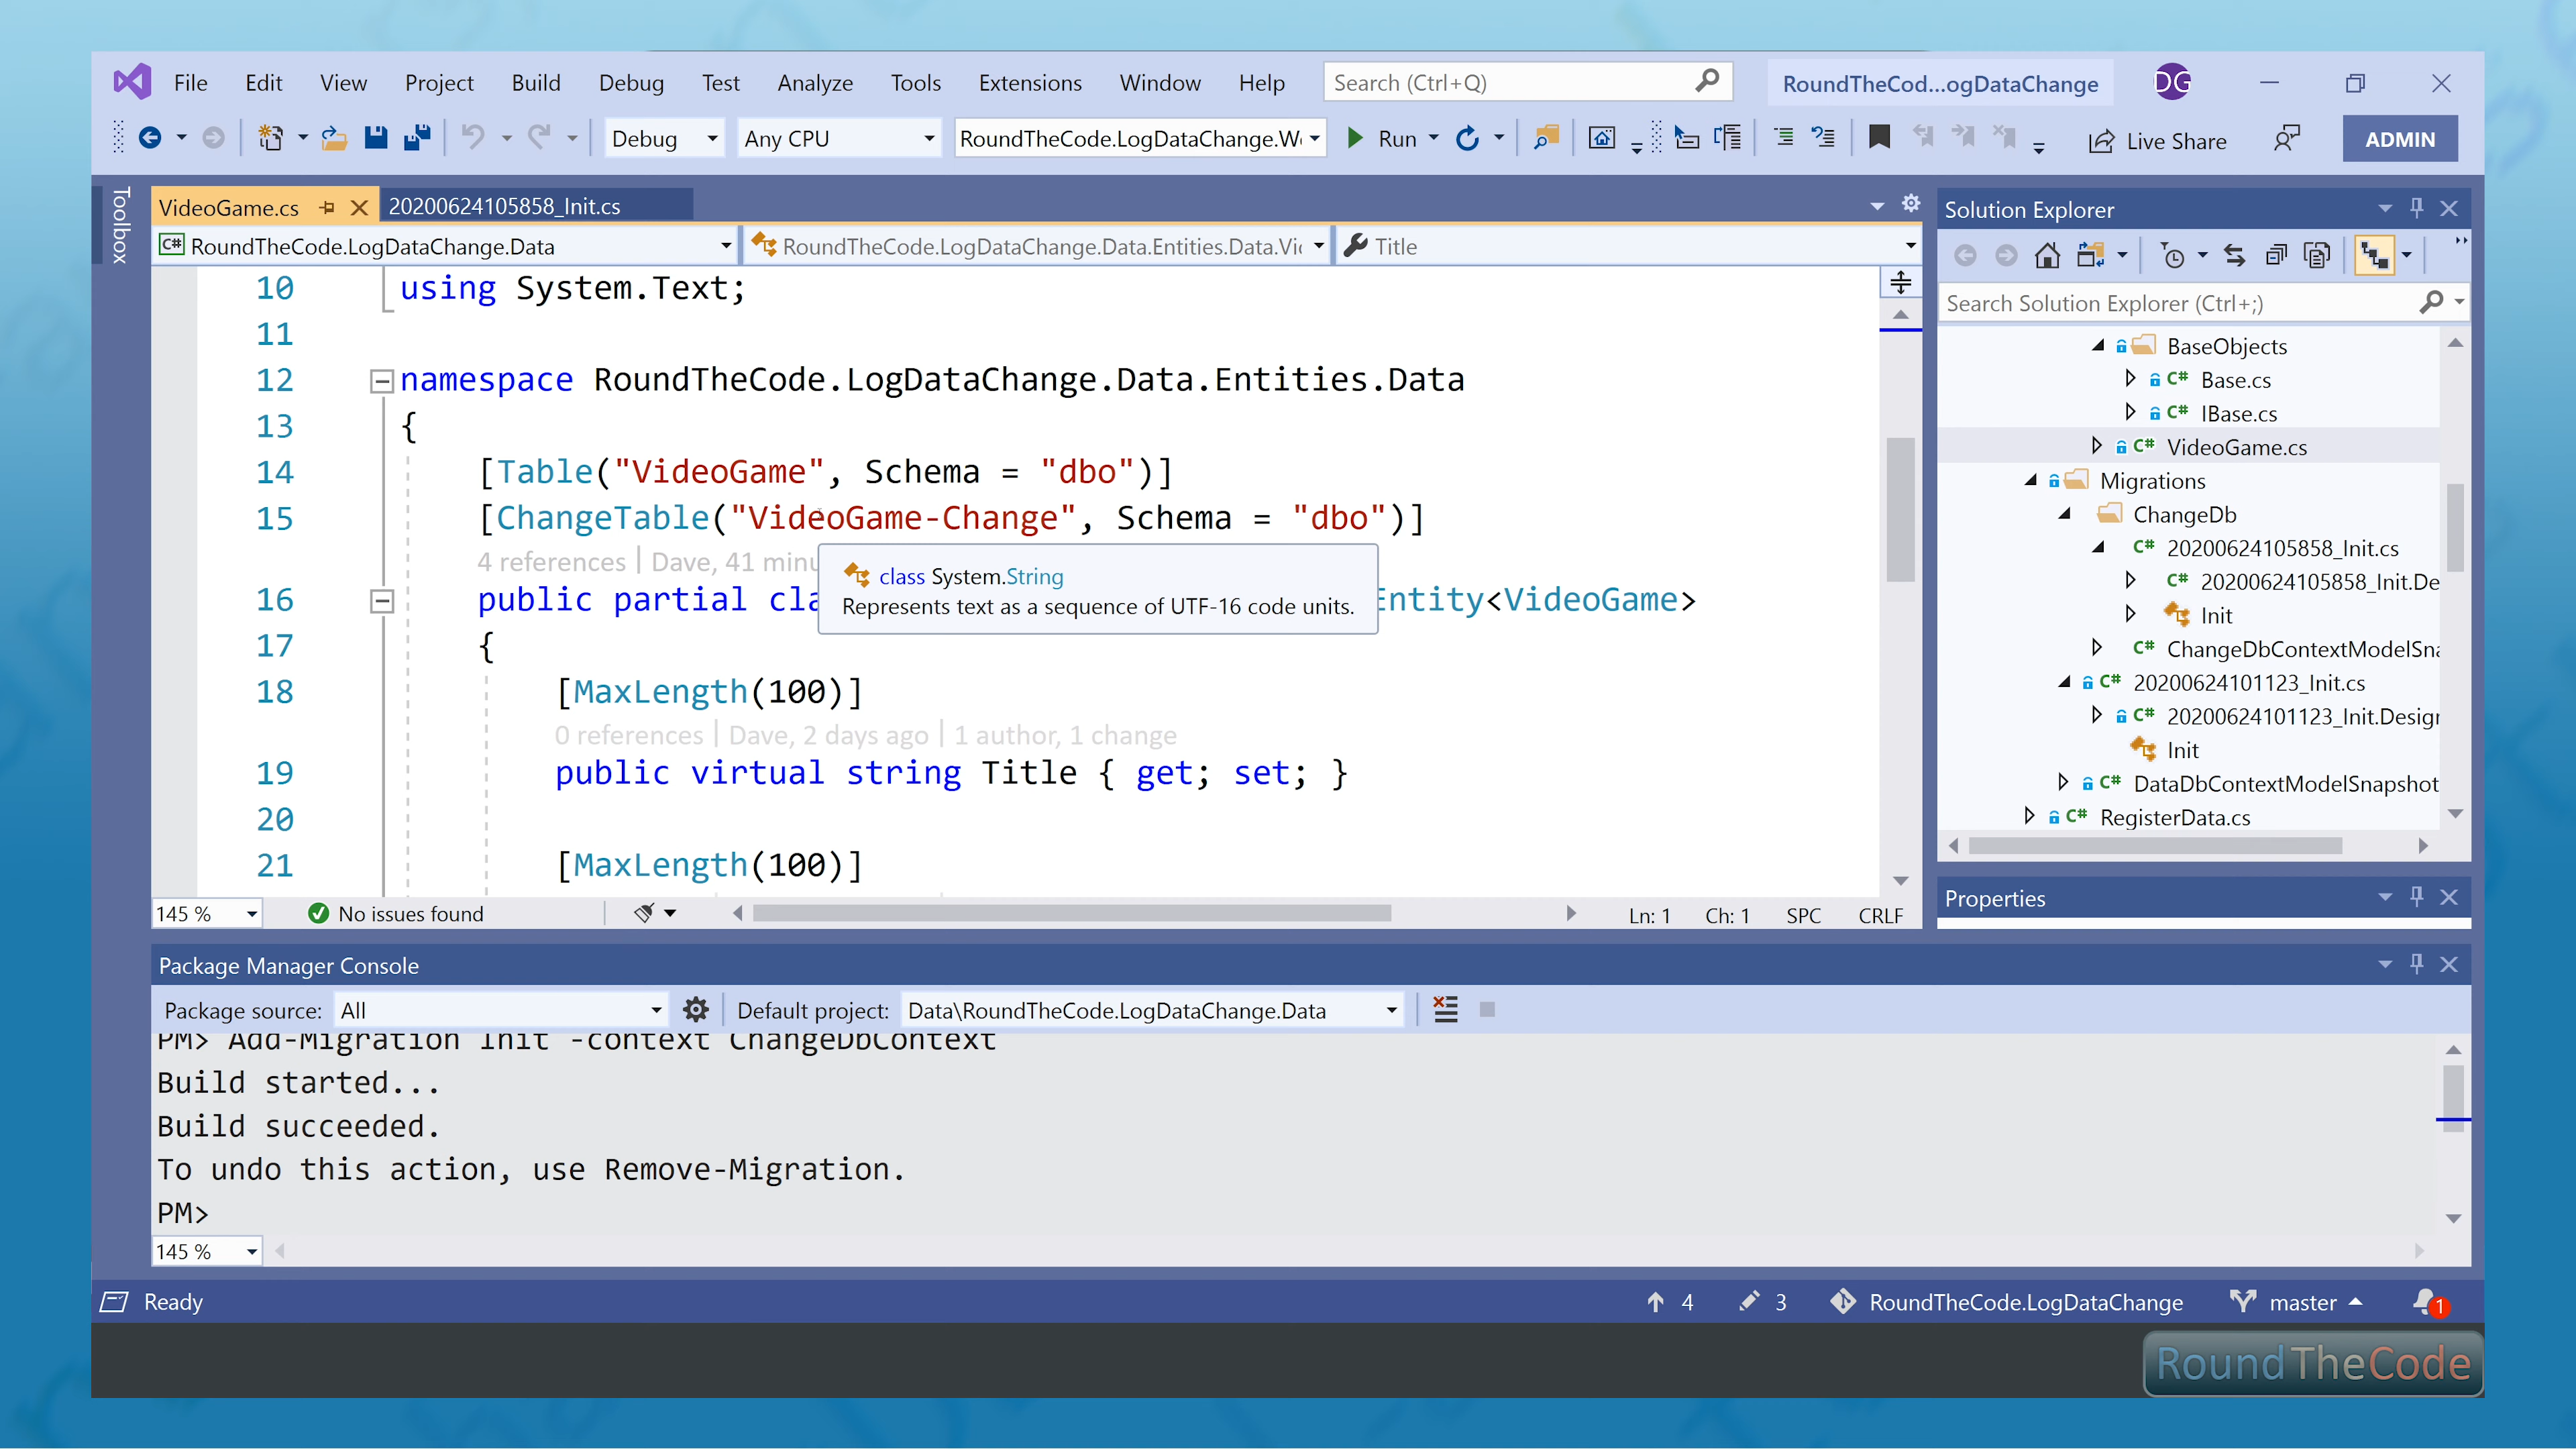 File Edit View Project Build Debug Test Analyze Tools Extensions Window Help Search (Ctrl+Q) RoundTheCod...ogDataChange DG
Debug Any CPU RoundTheCode.LogDataChange.W Run Live Share ADMIN
Toolbox
VideoGame.cs 20200624105858_Init.cs
C# RoundTheCode.LogDataChange.Data RoundTheCode.LogDataChange.Data.Entities.Data.Vi Title
10 using System.Text;
11
12 namespace RoundTheCode.LogDataChange.Data.Entities.Data
13 {
14 [Table("VideoGame", Schema = "dbo")]
15 [ChangeTable("VideoGame-Change", Schema = "dbo")]
4 references | Dave, 41 minu
class System.String
Represents text as a sequence of UTF-16 code units.
16 public partial cla Entity<VideoGame>
17 {
18 [MaxLength(100)]
0 references | Dave, 2 days ago | 1 author, 1 change
19 public virtual string Title { get; set; }
20
21 [MaxLength(100)]
145 % No issues found Ln: 1 Ch: 1 SPC CRLF
Solution Explorer
Search Solution Explorer (Ctrl+;)
BaseObjects
C# Base.cs
C# IBase.cs
C# VideoGame.cs
Migrations
ChangeDb
C# 20200624105858_Init.cs
C# 20200624105858_Init.De
Init
C# ChangeDbContextModelSna
C# 20200624101123_Init.cs
C# 20200624101123_Init.Desigr
Init
C# DataDbContextModelSnapshot
C# RegisterData.cs
Properties
Package Manager Console
Package source: All Default project: Data\RoundTheCode.LogDataChange.Data
PM> Add-Migration Init -context ChangeDbContext
Build started...
Build succeeded.
To undo this action, use Remove-Migration.
PM>
145 %
Ready 4 3 RoundTheCode.LogDataChange master 1
RoundTheCode